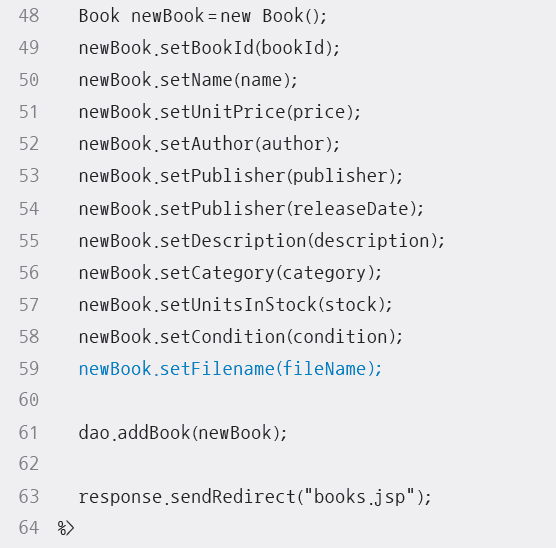 48 Book newBook=new Book();
49 newBook.setBookId(bookId);
50 newBook.setName(name);
51 newBook.setUnitPrice(price);
52 newBook.setAuthor(author);
53 newBook.setPublisher(publisher);
54 newBook.setPublisher(releaseDate);
55 newBook.setDescription(description);
56 newBook.setCategory(category);
57 newBook.setUnitsInStock(stock);
58 newBook.setCondition(condition);
59 newBook.setFilename(fileName);
60
61 dao.addBook(newBook);
62
63 response.sendRedirect("books.jsp");
64 %>